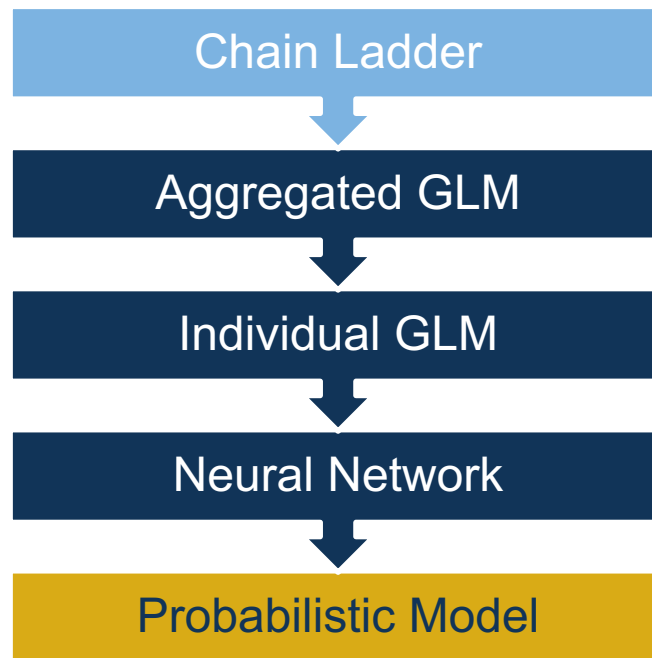 Chain Ladder
Aggregated GLM
Individual GLM
Neural Network
Probabilistic Model